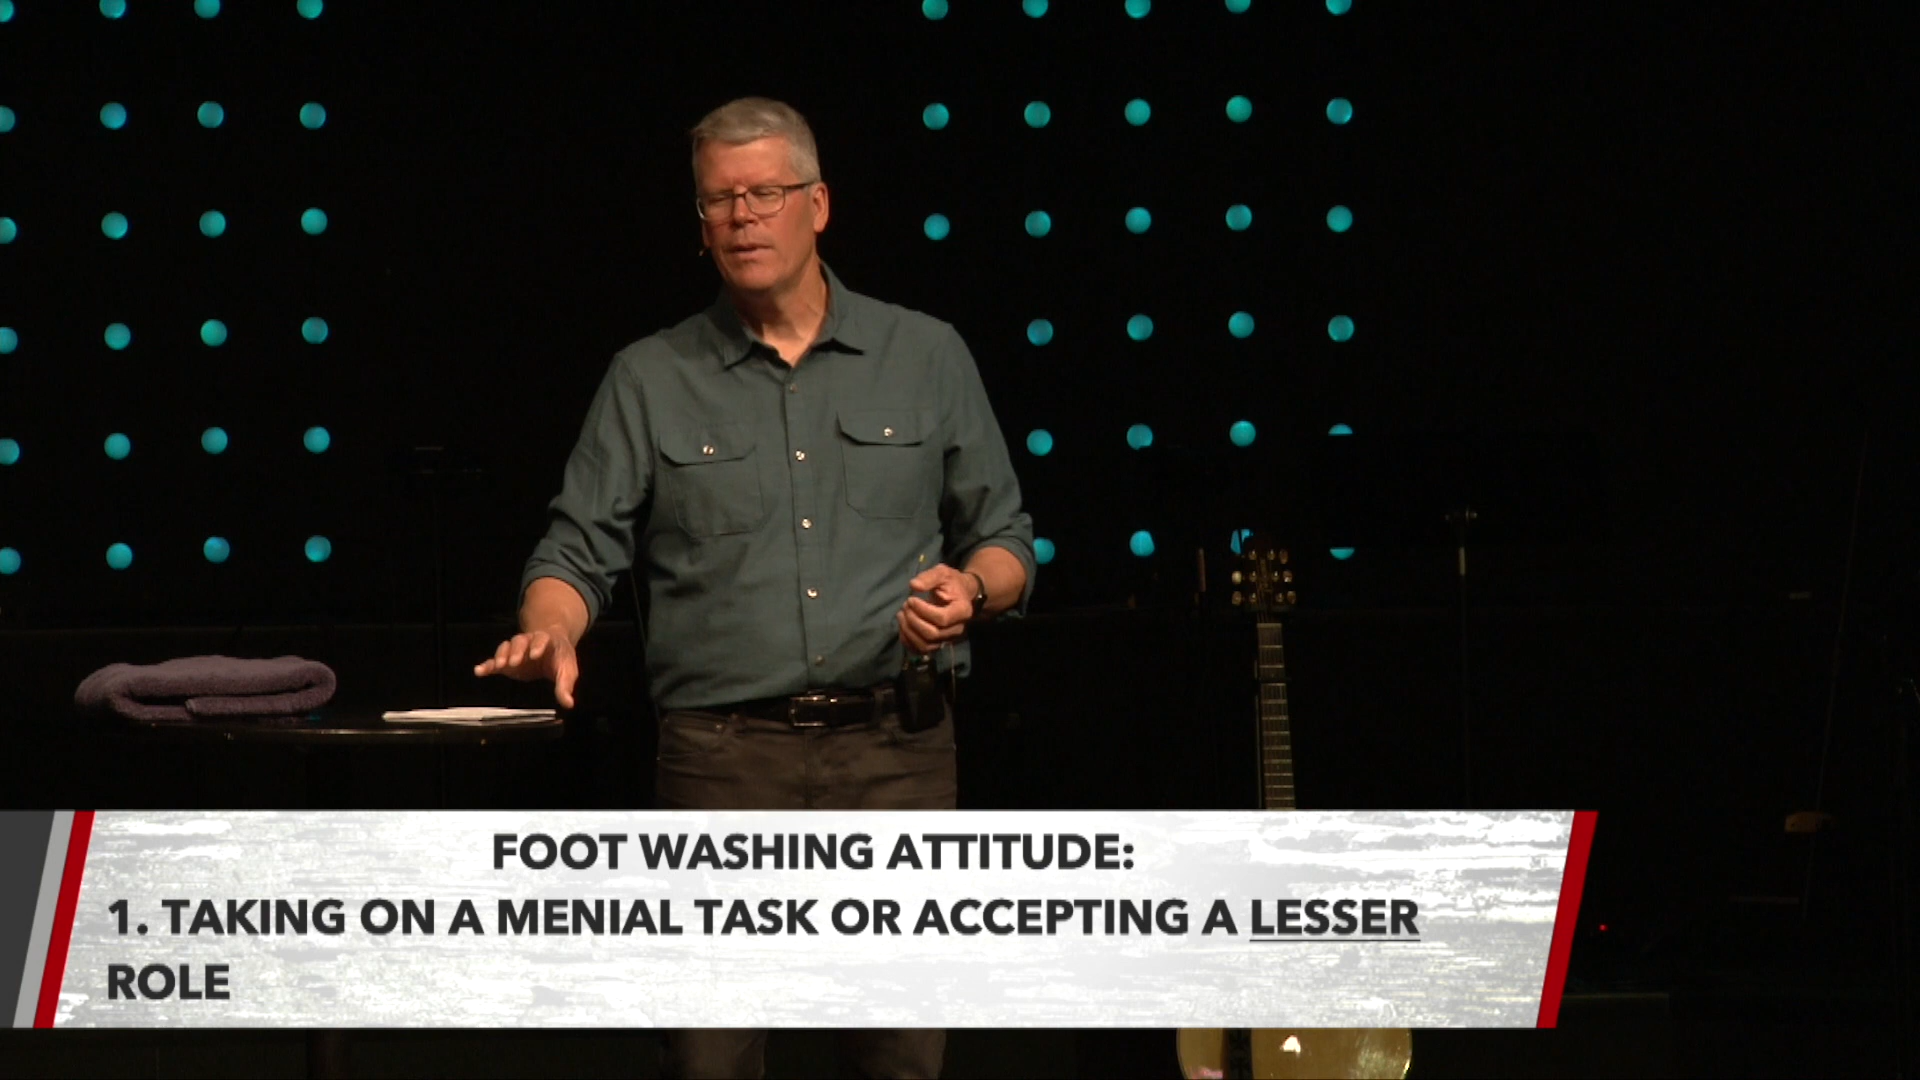 FOOT WASHING ATTITUDE:
1. TAKING ON A MENIAL TASK OR ACCEPTING A LESSER
ROLE